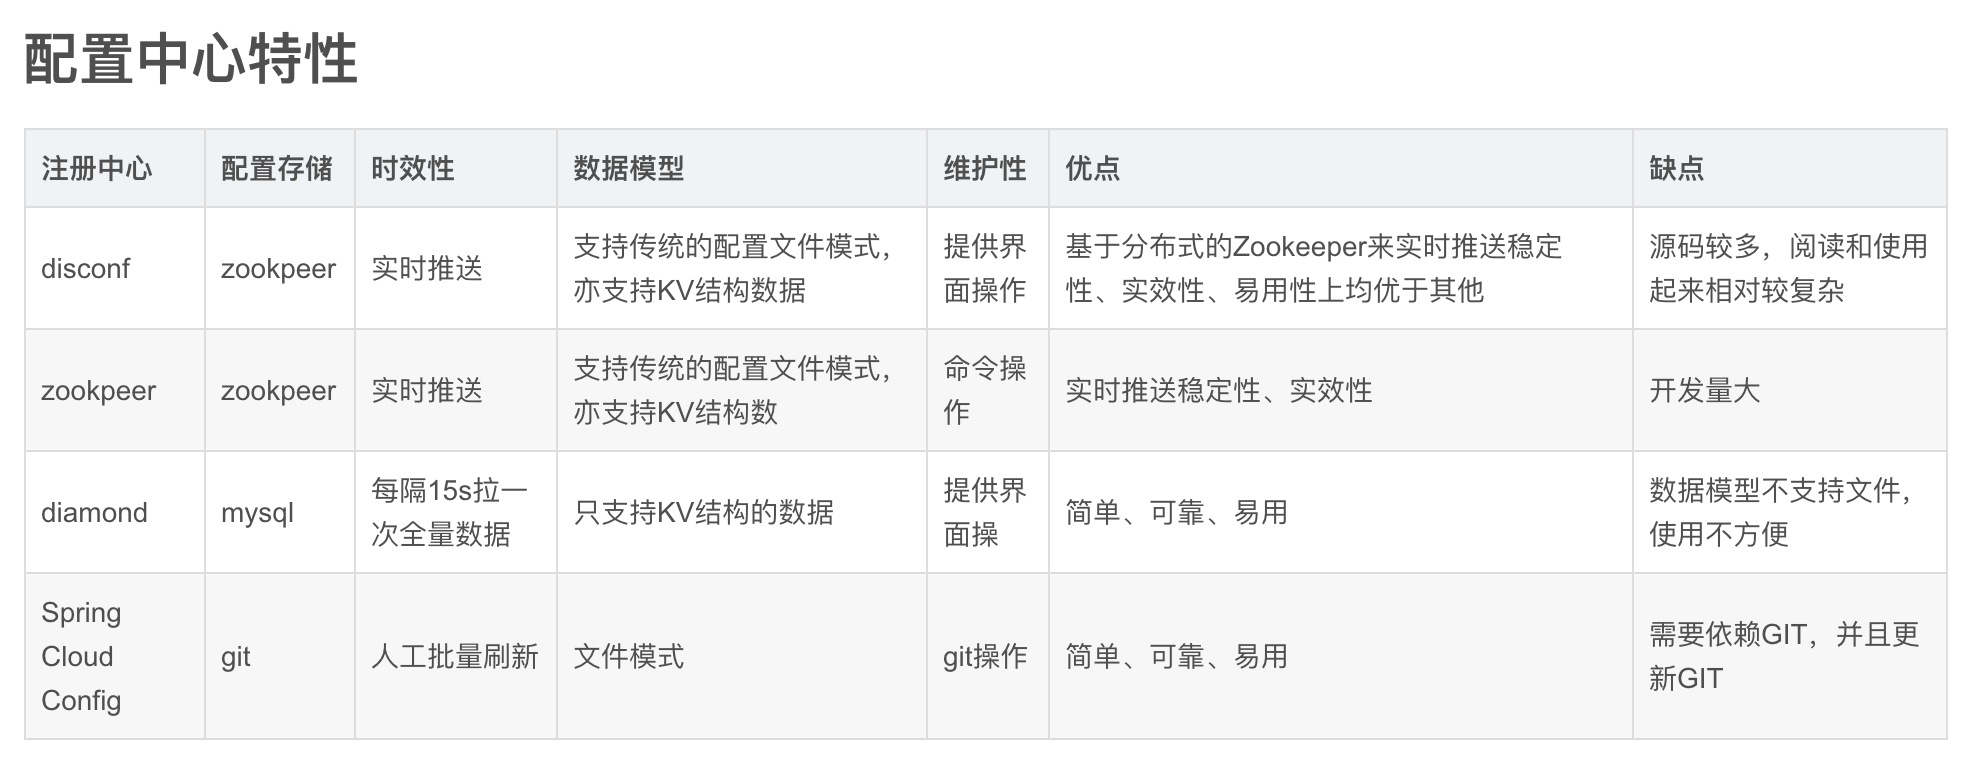 配置中心特性
注册中心 配置存储 时效性 数据模型 维护性 优点 缺点
disconf zookpeer 实时推送 支持传统的配置文件模式，亦支持KV结构数据 提供界面操作 基于分布式的Zookeeper来实时推送稳定性、实效性、易用性上均优于其他 源码较多，阅读和使用起来相对较复杂
zookpeer zookpeer 实时推送 支持传统的配置文件模式，亦支持KV结构数 命令操作 实时推送稳定性、实效性 开发量大
diamond mysql 每隔15s拉一次全量数据 只支持KV结构的数据 提供界面操 简单、可靠、易用 数据模型不支持文件，使用不方便
Spring Cloud Config git 人工批量刷新 文件模式 git操作 简单、可靠、易用 需要依赖GIT，并且更新GIT